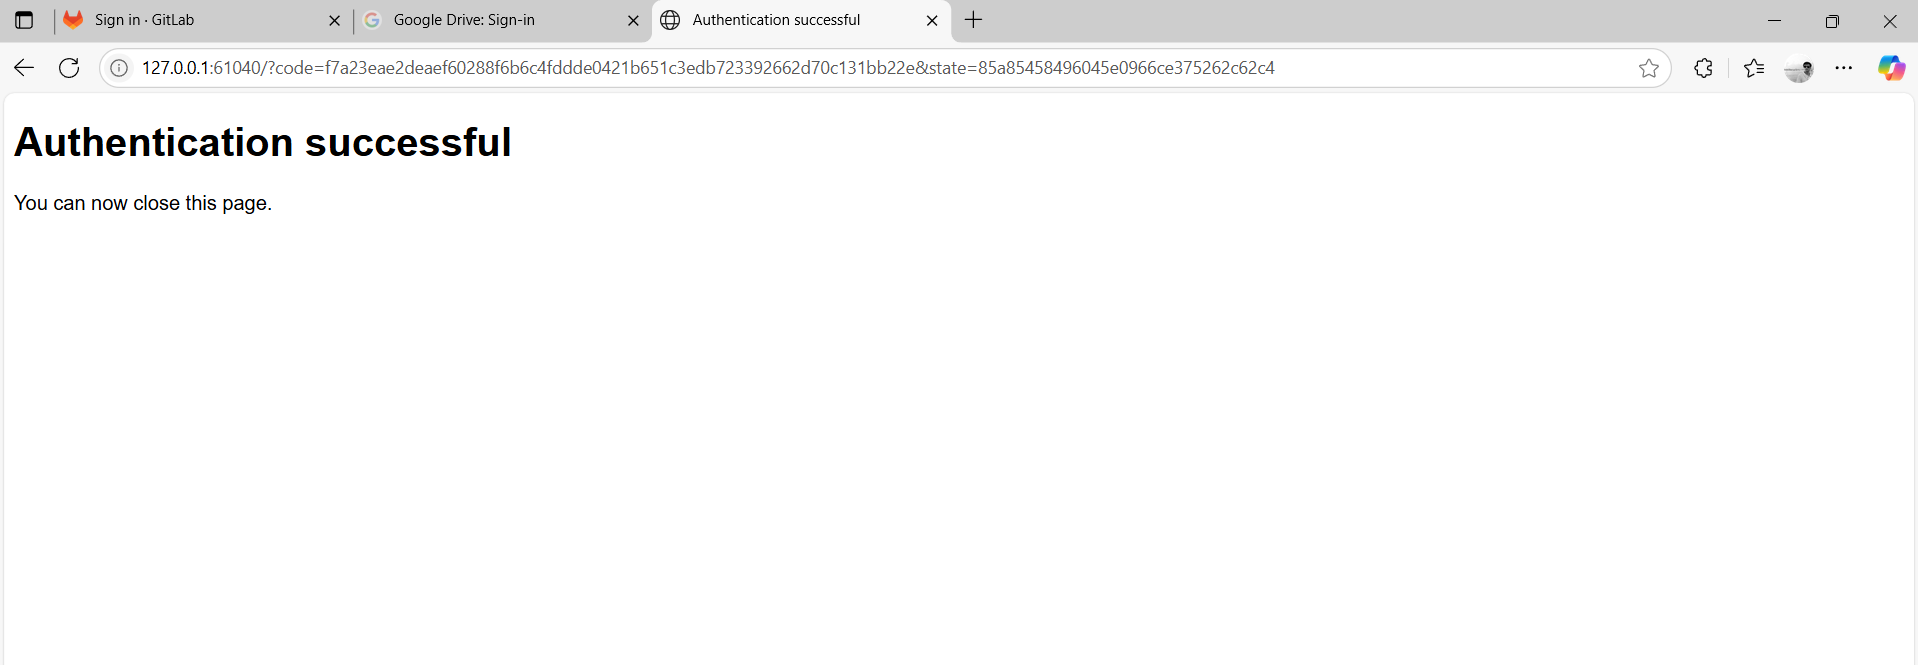 Sign in · GitLab
Google Drive: Sign-in
Authentication successful
127.0.0.1:61040/?code=f7a23eae2deaef60288f6b6c4fddde0421b651c3edb723392662d70c131bb22e&state=85a85458496045e0966ce375262c62c4
Authentication successful
You can now close this page.